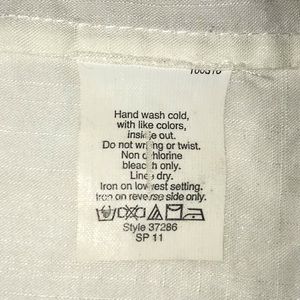 Hand wash cold,
with like colors,
inside out.
Do not wring or twist.
Non chlorine
bleach only.
Line dry.
Iron on lowest setting.
Iron on reverse side only.
Style 37286
SP 11